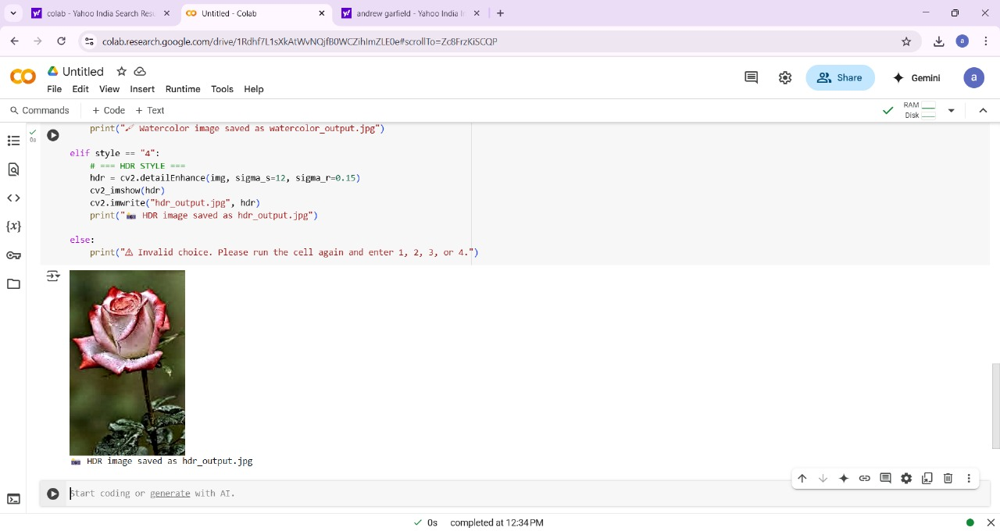 colab - Yahoo India Search Resu
Untitled - Colab
andrew garfield - Yahoo India I
colab.research.google.com/drive/1Rdhf7L1sXkAtWvNQjfB0WCZihImZLE0e#scrollTo=Zc8FrzKiSCQP
a
Untitled
File Edit View Insert Runtime Tools Help
Share
Gemini
a
Commands
+ Code + Text
RAM
Disk
0s
print("🖌 Watercolor image saved as watercolor_output.jpg")
elif style == "4":
# === HDR STYLE ===
hdr = cv2.detailEnhance(img, sigma_s=12, sigma_r=0.15)
cv2_imshow(hdr)
cv2.imwrite("hdr_output.jpg", hdr)
print("📸 HDR image saved as hdr_output.jpg")
else:
print("⚠ Invalid choice. Please run the cell again and enter 1, 2, 3, or 4.")
📸 HDR image saved as hdr_output.jpg
Start coding or generate with AI.
0s completed at 12:34 PM